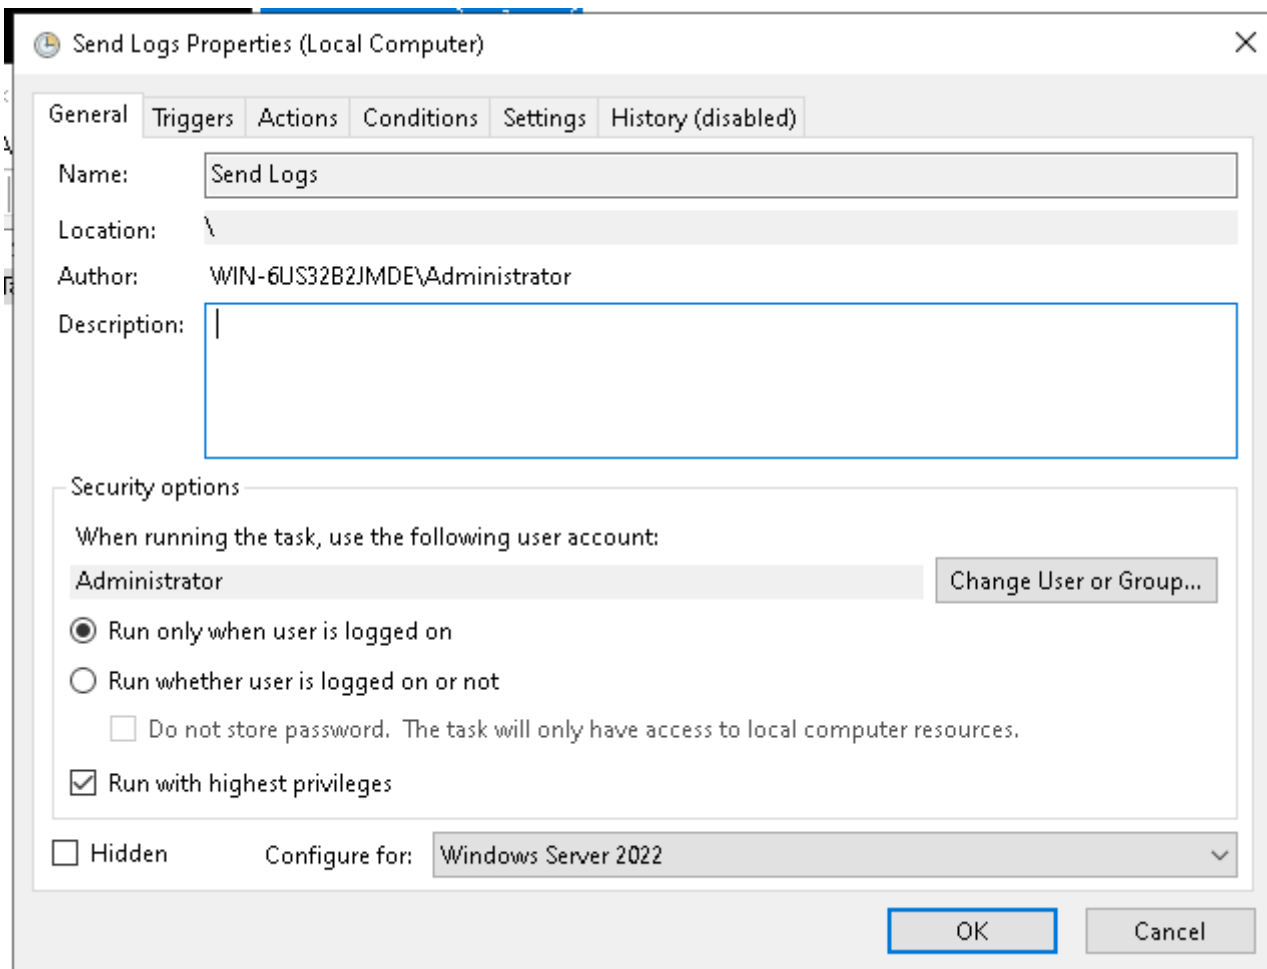 Send Logs Properties (Local Computer)
General Triggers Actions Conditions Settings History (disabled)
Name: Send Logs
Location: \
Author: WIN-6US32B2JMDE\Administrator
Description:
Security options
When running the task, use the following user account:
Administrator Change User or Group...
Run only when user is logged on
Run whether user is logged on or not
Do not store password. The task will only have access to local computer resources.
Run with highest privileges
Hidden Configure for: Windows Server 2022
OK Cancel